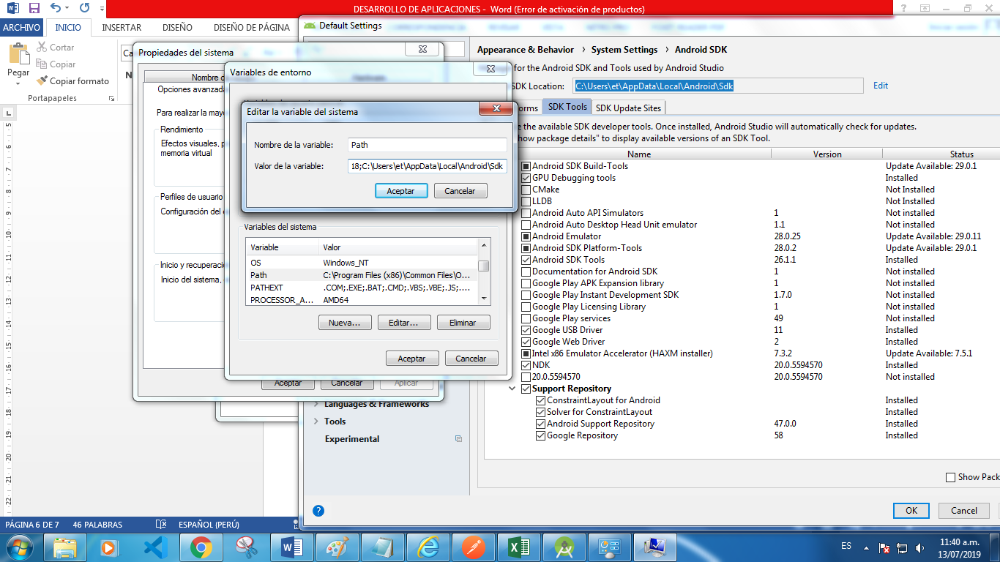 DESARROLLO DE APLICACIONES - Word (Error de activación de productos)
ARCHIVO INICIO INSERTAR DISEÑO DISEÑO DE PÁGINA
Cortar
Copiar
Copiar formato
Pegar
Portapapeles
Default Settings
Appearance & Behavior › System Settings › Android SDK
for the Android SDK and Tools used by Android Studio
SDK Location: C:\Users\et\AppData\Local\Android\Sdk Edit
SDK Tools SDK Update Sites
the available SDK developer tools. Once installed, Android Studio will automatically check for updates.
package details" to display available versions of an SDK Tool.
Name Version Status
Android SDK Build-Tools Update Available: 29.0.1
GPU Debugging tools Installed
CMake Not Installed
LLDB Not Installed
Android Auto API Simulators 1 Not installed
Android Auto Desktop Head Unit emulator 1.1 Not installed
Android Emulator 28.0.25 Update Available: 29.0.11
Android SDK Platform-Tools 28.0.2 Update Available: 29.0.1
Android SDK Tools 26.1.1 Installed
Documentation for Android SDK 1 Not installed
Google Play APK Expansion library 1 Not installed
Google Play Instant Development SDK 1.7.0 Not installed
Google Play Licensing Library 1 Not installed
Google Play services 49 Not installed
Google USB Driver 11 Installed
Google Web Driver 2 Installed
Intel x86 Emulator Accelerator (HAXM installer) 7.3.2 Update Available: 7.5.1
NDK 20.0.5594570 Installed
20.0.5594570 20.0.5594570 Not installed
Support Repository
ConstraintLayout for Android Installed
Solver for ConstraintLayout Installed
Android Support Repository 47.0.0 Installed
Google Repository 58 Installed
Show
OK Cancel
Languages & Frameworks
Tools
Experimental
Propiedades del sistema
Nombre
Opciones
Para realizar la
Rendimiento
Efectos visuales,
memoria virtual
Perfiles de usuario
Configuración del
Inicio y
Inicio del sistema,
Aceptar Cancelar Aplicar
Variables de entorno
Editar la variable del sistema
Nombre de la variable: Path
Valor de la variable: 18;C:\Users\et\AppData\Local\Android\Sdk
Aceptar Cancelar
Variables del sistema
Variable Valor
OS Windows_NT
Path C:\Program Files (x86)\Common Files\O...
PATHEXT .COM;.EXE;.BAT;.CMD;.VBS;.VBE;.JS;....
PROCESSOR_A... AMD64
Nueva... Editar... Eliminar
Aceptar Cancelar
PÁGINA 6 DE 7 46 PALABRAS ESPAÑOL (PERÚ)
ES 11:40 a.m.
13/07/2019